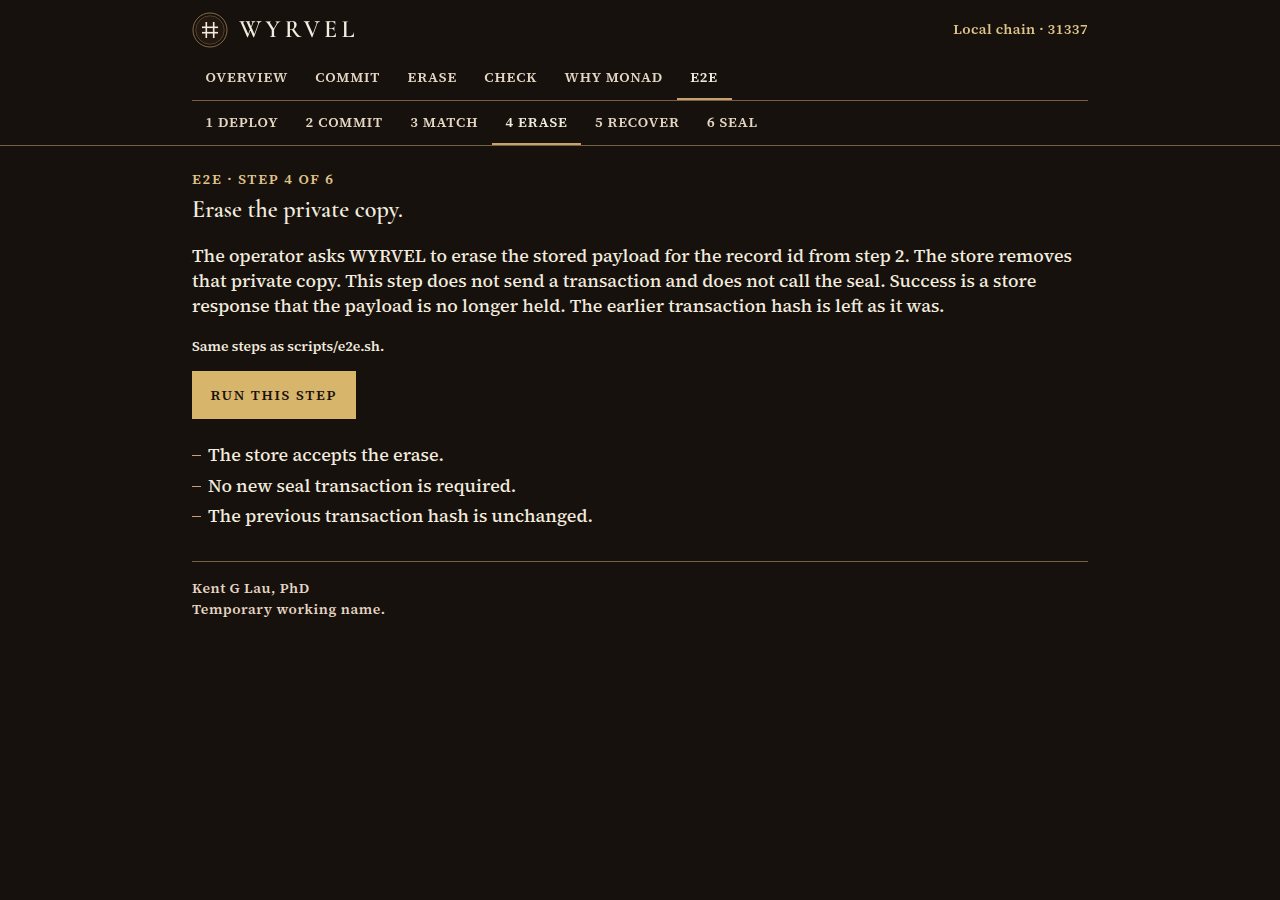 WYRVEL
Local chain · 31337
OVERVIEW COMMIT ERASE CHECK WHY MONAD E2E
1 DEPLOY 2 COMMIT 3 MATCH 4 ERASE 5 RECOVER 6 SEAL
E2E · STEP 4 OF 6
Erase the private copy.
The operator asks WYRVEL to erase the stored payload for the record id from step 2. The store removes
that private copy. This step does not send a transaction and does not call the seal. Success is a store
response that the payload is no longer held. The earlier transaction hash is left as it was.
Same steps as scripts/e2e.sh.
RUN THIS STEP
– The store accepts the erase.
– No new seal transaction is required.
– The previous transaction hash is unchanged.
Kent G Lau, PhD
Temporary working name.